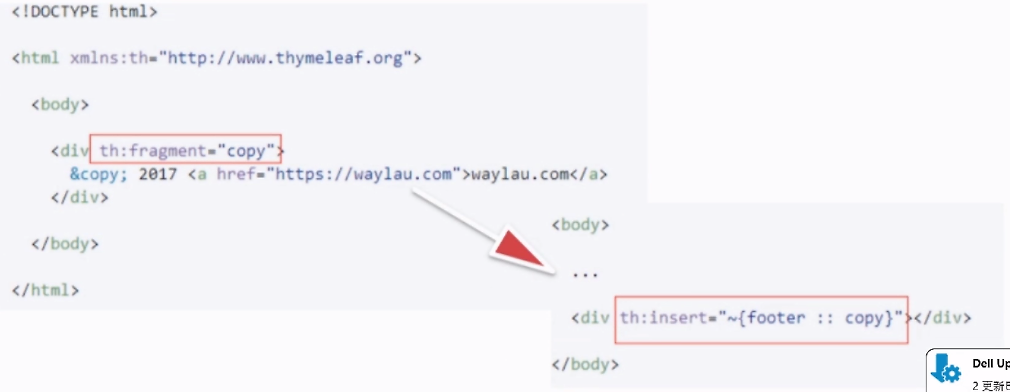 <!DOCTYPE html>
<html xmlns:th="http://www.thymeleaf.org">
<body>
<div th:fragment="copy">
&copy; 2017 <a href="https://waylau.com">waylau.com</a>
</div>
</body>
</html>
<body>
...
<div th:insert="~{footer :: copy}"></div>
</body>
Dell Up
2 更新